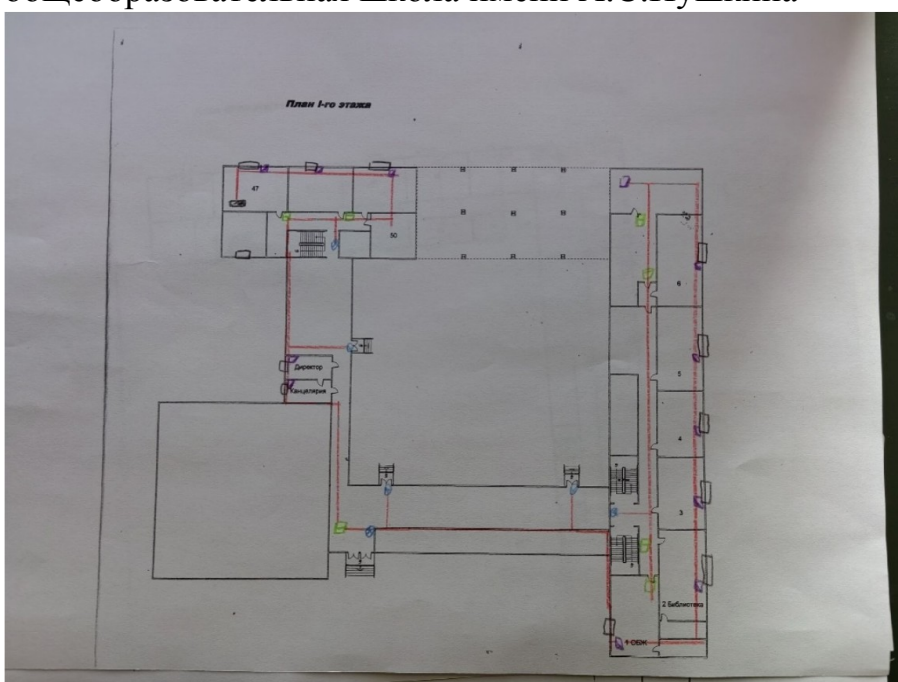 общеобразовательная школа имени А.С.Пушкина
План I-го этажа
47
50
6
Директор
5
Канцелярия
4
3
2 Библиотека